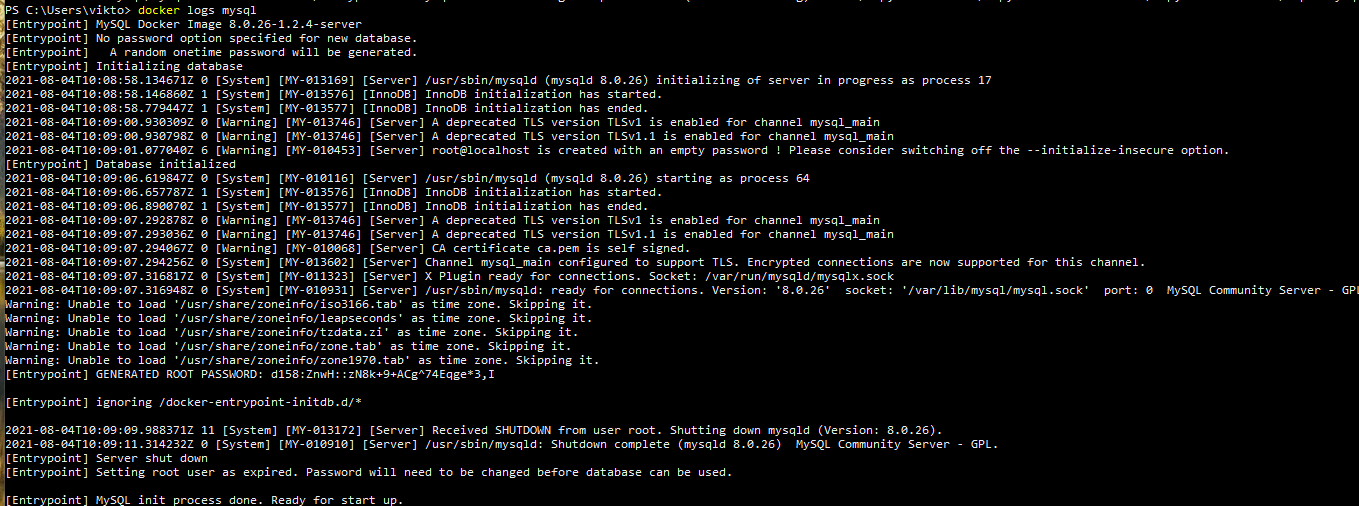 PS C:\Users\vikto> docker logs mysql
[Entrypoint] MySQL Docker Image 8.0.26-1.2.4-server
[Entrypoint] No password option specified for new database.
[Entrypoint]   A random onetime password will be generated.
[Entrypoint] Initializing database
2021-08-04T10:08:58.134671Z 0 [System] [MY-013169] [Server] /usr/sbin/mysqld (mysqld 8.0.26) initializing of server in progress as process 17
2021-08-04T10:08:58.146860Z 1 [System] [MY-013576] [InnoDB] InnoDB initialization has started.
2021-08-04T10:08:58.779447Z 1 [System] [MY-013577] [InnoDB] InnoDB initialization has ended.
2021-08-04T10:09:00.930309Z 0 [Warning] [MY-013746] [Server] A deprecated TLS version TLSv1 is enabled for channel mysql_main
2021-08-04T10:09:00.930798Z 0 [Warning] [MY-013746] [Server] A deprecated TLS version TLSv1.1 is enabled for channel mysql_main
2021-08-04T10:09:01.077040Z 6 [Warning] [MY-010453] [Server] root@localhost is created with an empty password ! Please consider switching off the --initialize-insecure option.
[Entrypoint] Database initialized
2021-08-04T10:09:06.619847Z 0 [System] [MY-010116] [Server] /usr/sbin/mysqld (mysqld 8.0.26) starting as process 64
2021-08-04T10:09:06.657787Z 1 [System] [MY-013576] [InnoDB] InnoDB initialization has started.
2021-08-04T10:09:06.890070Z 1 [System] [MY-013577] [InnoDB] InnoDB initialization has ended.
2021-08-04T10:09:07.292878Z 0 [Warning] [MY-013746] [Server] A deprecated TLS version TLSv1 is enabled for channel mysql_main
2021-08-04T10:09:07.293036Z 0 [Warning] [MY-013746] [Server] A deprecated TLS version TLSv1.1 is enabled for channel mysql_main
2021-08-04T10:09:07.294067Z 0 [Warning] [MY-010068] [Server] CA certificate ca.pem is self signed.
2021-08-04T10:09:07.294256Z 0 [System] [MY-013602] [Server] Channel mysql_main configured to support TLS. Encrypted connections are now supported for this channel.
2021-08-04T10:09:07.316817Z 0 [System] [MY-011323] [Server] X Plugin ready for connections. Socket: /var/run/mysqld/mysqlx.sock
2021-08-04T10:09:07.316948Z 0 [System] [MY-010931] [Server] /usr/sbin/mysqld: ready for connections. Version: '8.0.26'  socket: '/var/lib/mysql/mysql.sock'  port: 0  MySQL Community Server - GPL
Warning: Unable to load '/usr/share/zoneinfo/iso3166.tab' as time zone. Skipping it.
Warning: Unable to load '/usr/share/zoneinfo/leapseconds' as time zone. Skipping it.
Warning: Unable to load '/usr/share/zoneinfo/tzdata.zi' as time zone. Skipping it.
Warning: Unable to load '/usr/share/zoneinfo/zone.tab' as time zone. Skipping it.
Warning: Unable to load '/usr/share/zoneinfo/zone1970.tab' as time zone. Skipping it.
[Entrypoint] GENERATED ROOT PASSWORD: d158:ZnwH::zN8k+9+ACg^74Eqge*3,I
[Entrypoint] ignoring /docker-entrypoint-initdb.d/*
2021-08-04T10:09:09.988371Z 11 [System] [MY-013172] [Server] Received SHUTDOWN from user root. Shutting down mysqld (Version: 8.0.26).
2021-08-04T10:09:11.314232Z 0 [System] [MY-010910] [Server] /usr/sbin/mysqld: Shutdown complete (mysqld 8.0.26)  MySQL Community Server - GPL.
[Entrypoint] Server shut down
[Entrypoint] Setting root user as expired. Password will need to be changed before database can be used.
[Entrypoint] MySQL init process done. Ready for start up.